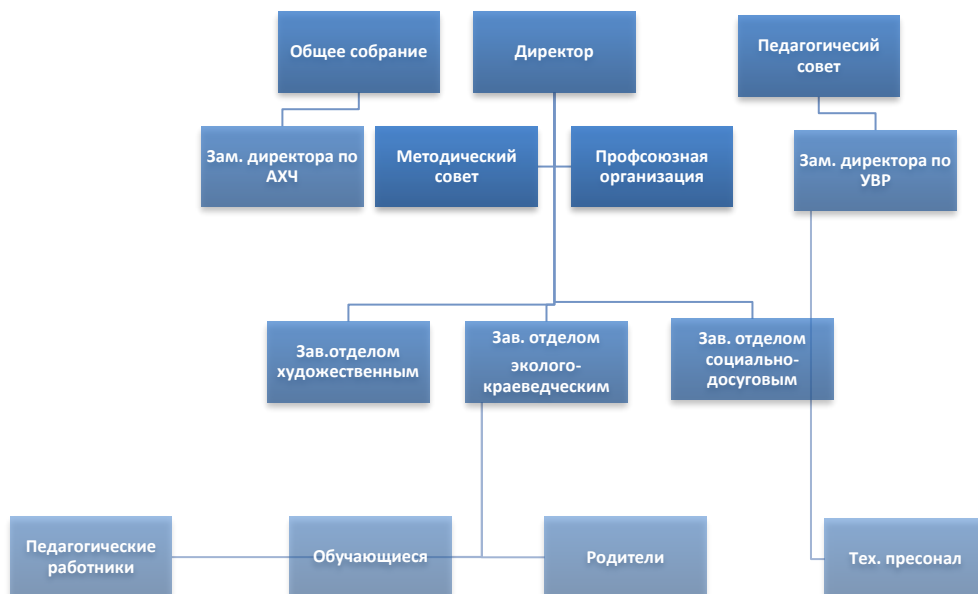 Общее собрание
Директор
Педагогичесий
совет
Зам. директора по
АХЧ
Методический
совет
Профсоюзная
организация
Зам. директора по
УВР
Зав.отделом
художественным
Зав. отделом
эколого-
краеведческим
Зав. отделом
социально-
досуговым
Педагогические
работники
Обучающиеся
Родители
Тех. пресонал